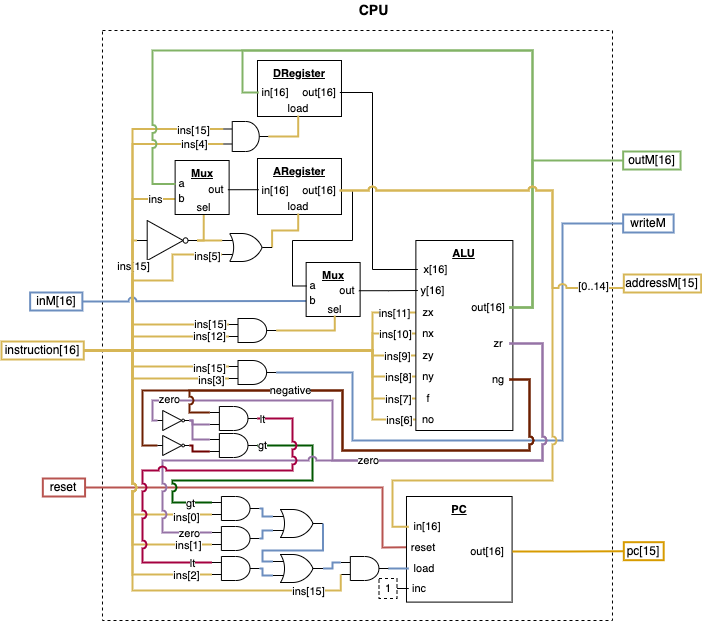 CPU
DRegister
in[16] out[16]
load
ins[15]
ins[4]
outM[16]
Mux
a
out
b
sel
ins
ARegister
in[16] out[16]
load
writeM
ins[5]
ins[15]
ALU
x[16]
y[16]
zx
nx
zy
ny
f
no
out[16]
zr
ng
Mux
a
out
b
sel
[0..14]
addressM[15]
inM[16]
ins[11]
ins[10]
ins[9]
ins[8]
ins[7]
ins[6]
ins[15]
ins[12]
instruction[16]
ins[15]
ins[3]
negative
zero
lt
gt
zero
reset
gt
ins[0]
zero
ins[1]
lt
ins[2]
ins[15]
PC
in[16]
reset
out[16]
load
inc
1
pc[15]